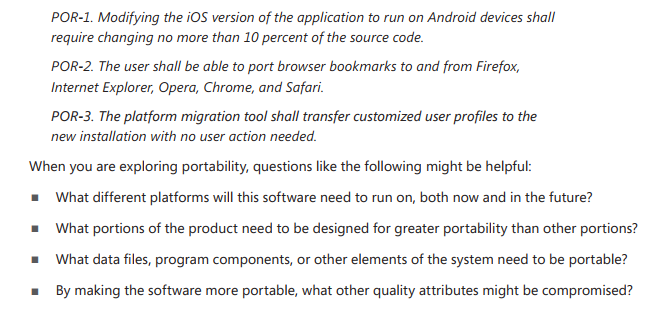 POR-1. Modifying the iOS version of the application to run on Android devices shall
require changing no more than 10 percent of the source code.
POR-2. The user shall be able to port browser bookmarks to and from Firefox,
Internet Explorer, Opera, Chrome, and Safari.
POR-3. The platform migration tool shall transfer customized user profiles to the
new installation with no user action needed.
When you are exploring portability, questions like the following might be helpful:
■ What different platforms will this software need to run on, both now and in the future?
■ What portions of the product need to be designed for greater portability than other portions?
■ What data files, program components, or other elements of the system need to be portable?
■ By making the software more portable, what other quality attributes might be compromised?